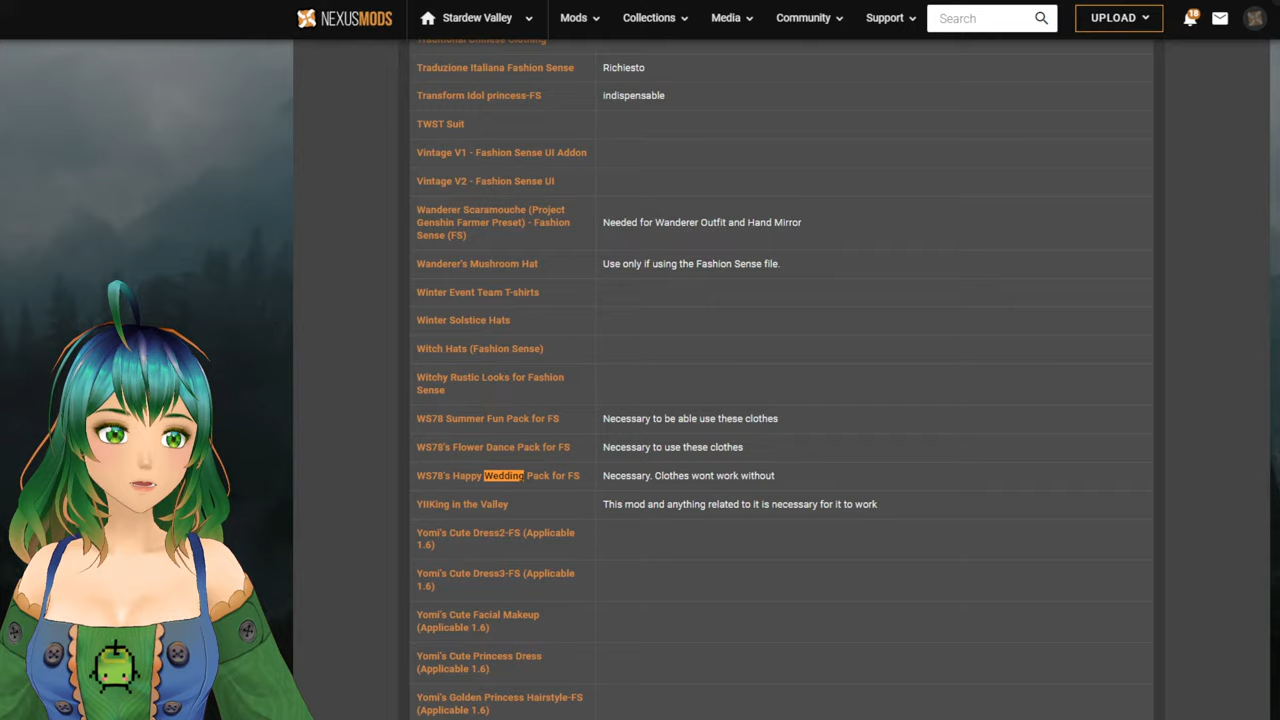 NEXUSMODS
Stardew Valley
Mods
Collections
Media
Community
Support
Search
UPLOAD
18
Traditional Chinese Clothing
Traduzione Italiana Fashion Sense
Richiesto
Transform Idol princess-FS
indispensable
TWST Suit
Vintage V1 - Fashion Sense UI Addon
Vintage V2 - Fashion Sense UI
Wanderer Scaramouche (Project
Genshin Farmer Preset) - Fashion
Sense (FS)
Needed for Wanderer Outfit and Hand Mirror
Wanderer's Mushroom Hat
Use only if using the Fashion Sense file.
Winter Event Team T-shirts
Winter Solstice Hats
Witch Hats (Fashion Sense)
Witchy Rustic Looks for Fashion
Sense
WS78 Summer Fun Pack for FS
Necessary to be able use these clothes
WS78's Flower Dance Pack for FS
Necessary to use these clothes
WS78's Happy Wedding Pack for FS
Necessary. Clothes wont work without
YIIKing in the Valley
This mod and anything related to it is necessary for it to work
Yomi's Cute Dress2-FS (Applicable
1.6)
Yomi's Cute Dress3-FS (Applicable
1.6)
Yomi's Cute Facial Makeup
(Applicable 1.6)
Yomi's Cute Princess Dress
(Applicable 1.6)
Yomi's Golden Princess Hairstyle-FS
(Applicable 1.6)